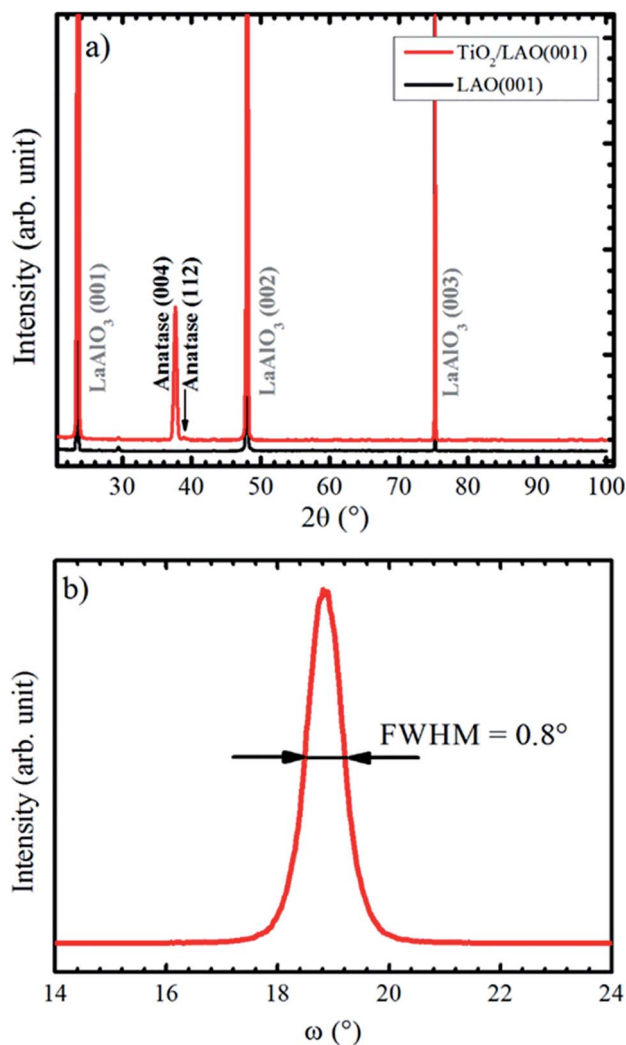 a)
TiO₂/LAO(001)
LAO(001)
Intensity (arb. unit)
LaAlO₃ (001)
Anatase (004)
Anatase (112)
LaAlO₃ (002)
LaAlO₃ (003)
30 40 50 60 70 80 90 100
2θ (°)
b)
Intensity (arb. unit)
FWHM = 0.8°
14 16 18 20 22 24
ω (°)